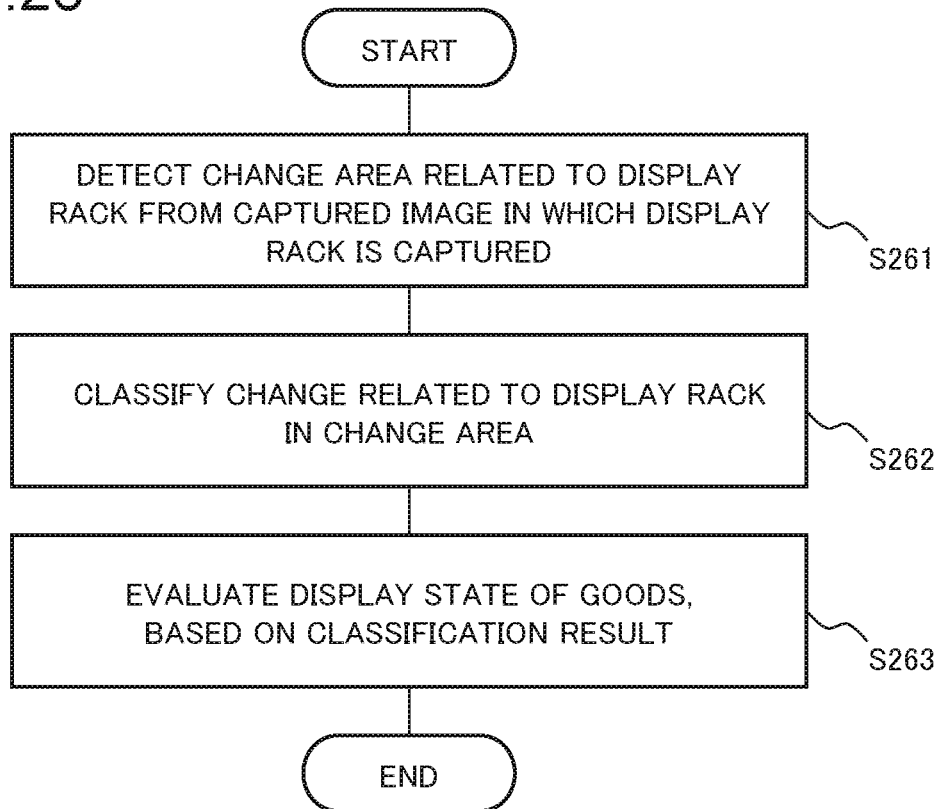 START
DETECT CHANGE AREA RELATED TO DISPLAY
RACK FROM CAPTURED IMAGE IN WHICH DISPLAY
RACK IS CAPTURED
S261
CLASSIFY CHANGE RELATED TO DISPLAY RACK
IN CHANGE AREA
S262
EVALUATE DISPLAY STATE OF GOODS,
BASED ON CLASSIFICATION RESULT
S263
END